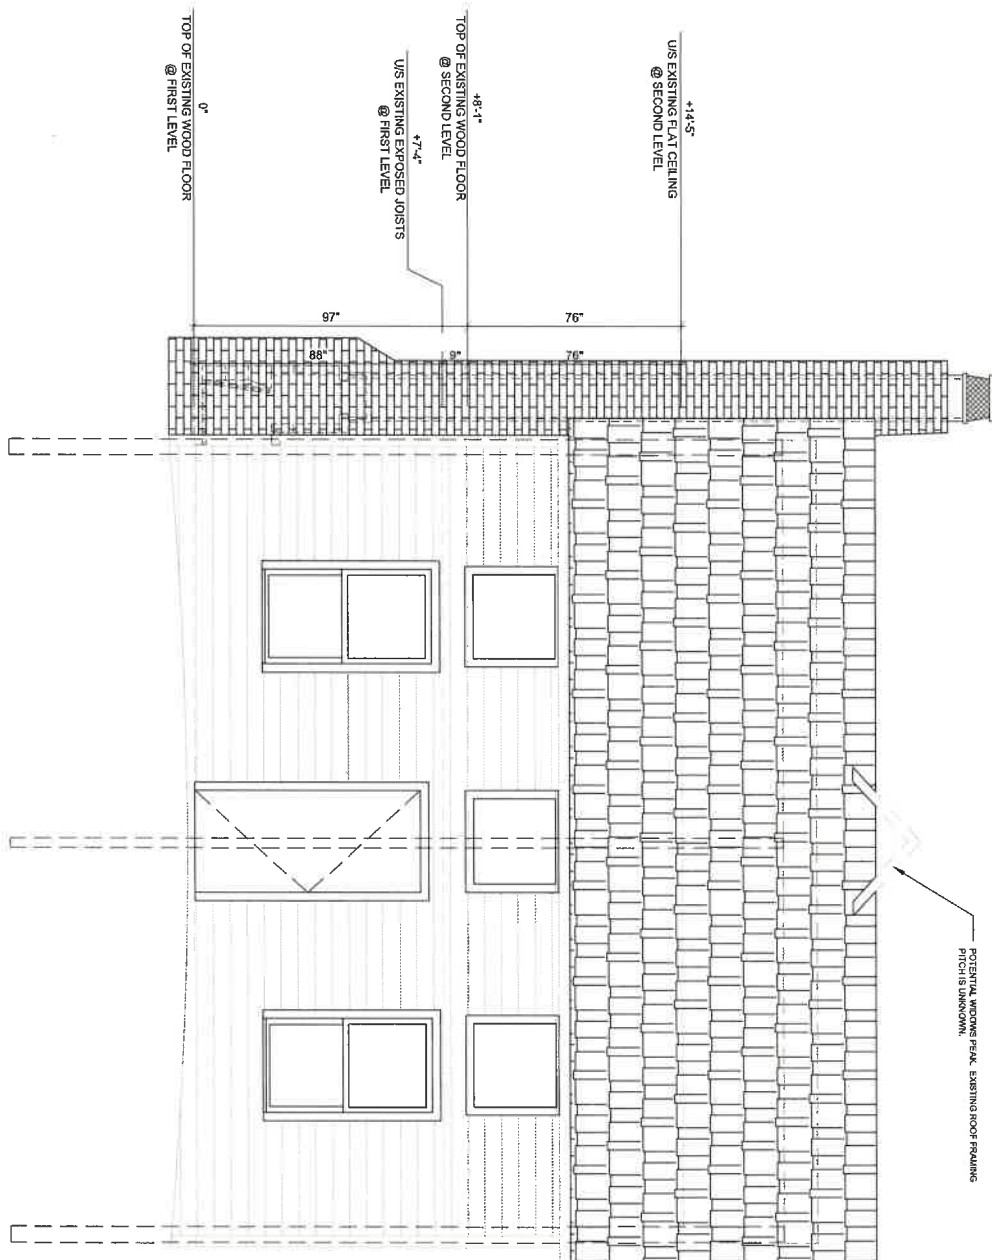 +14'-5"
U/S EXISTING FLAT CEILING
@ SECOND LEVEL
+8'-1"
TOP OF EXISTING WOOD FLOOR
@ SECOND LEVEL
+7'-4"
U/S EXISTING EXPOSED JOISTS
@ FIRST LEVEL
0"
TOP OF EXISTING WOOD FLOOR
@ FIRST LEVEL
76"
97"
76"
9"
88"
POTENTIAL WIDOWS PEAK. EXISTING ROOF FRAMING
PITCH IS UNKNOWN.